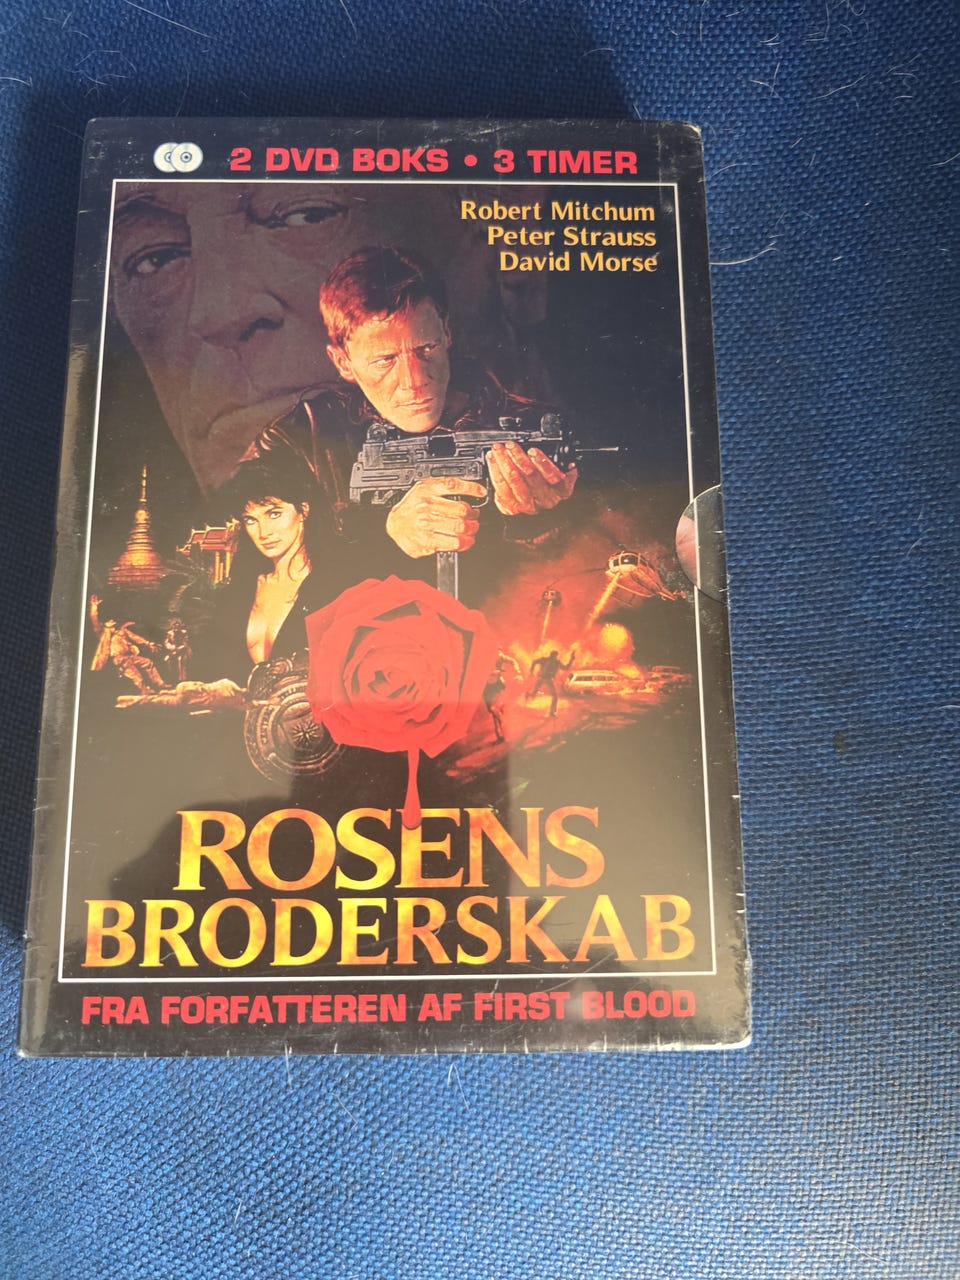 2 DVD BOKS • 3 TIMER
Robert Mitchum
Peter Strauss
David Morse
ROSENS
BRODERSKAB
FRA FORFATTEREN AF FIRST BLOOD